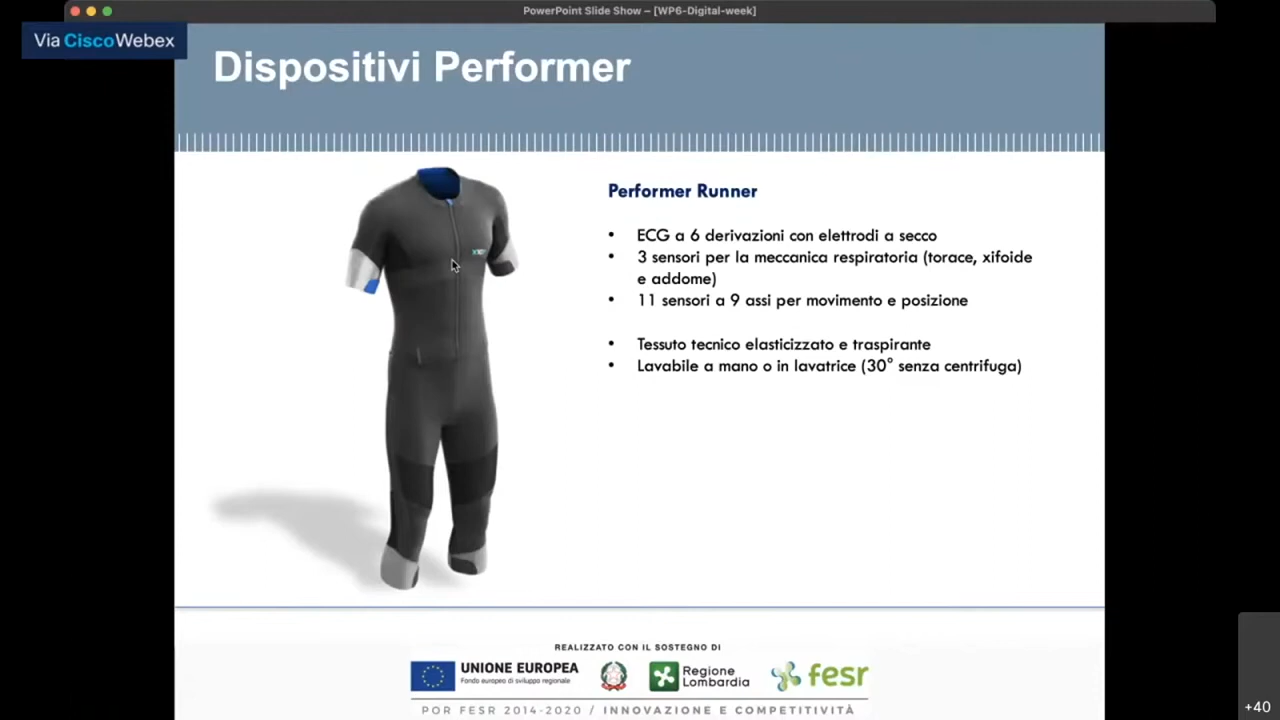 PowerPoint Slide Show – [WP6-Digital-week]
Via CiscoWebex
Dispositivi Performer
Performer Runner
• ECG a 6 derivazioni con elettrodi a secco
• 3 sensori per la meccanica respiratoria (torace, xifoide
e addome)
• 11 sensori a 9 assi per movimento e posizione
• Tessuto tecnico elasticizzato e traspirante
• Lavabile a mano o in lavatrice (30° senza centrifuga)
REALIZZATO CON IL SOSTEGNO DI
UNIONE EUROPEA
Fondo europeo di sviluppo regionale
Regione
Lombardia
fesr
POR FESR 2014-2020 / INNOVAZIONE E COMPETITIVITÀ
+40